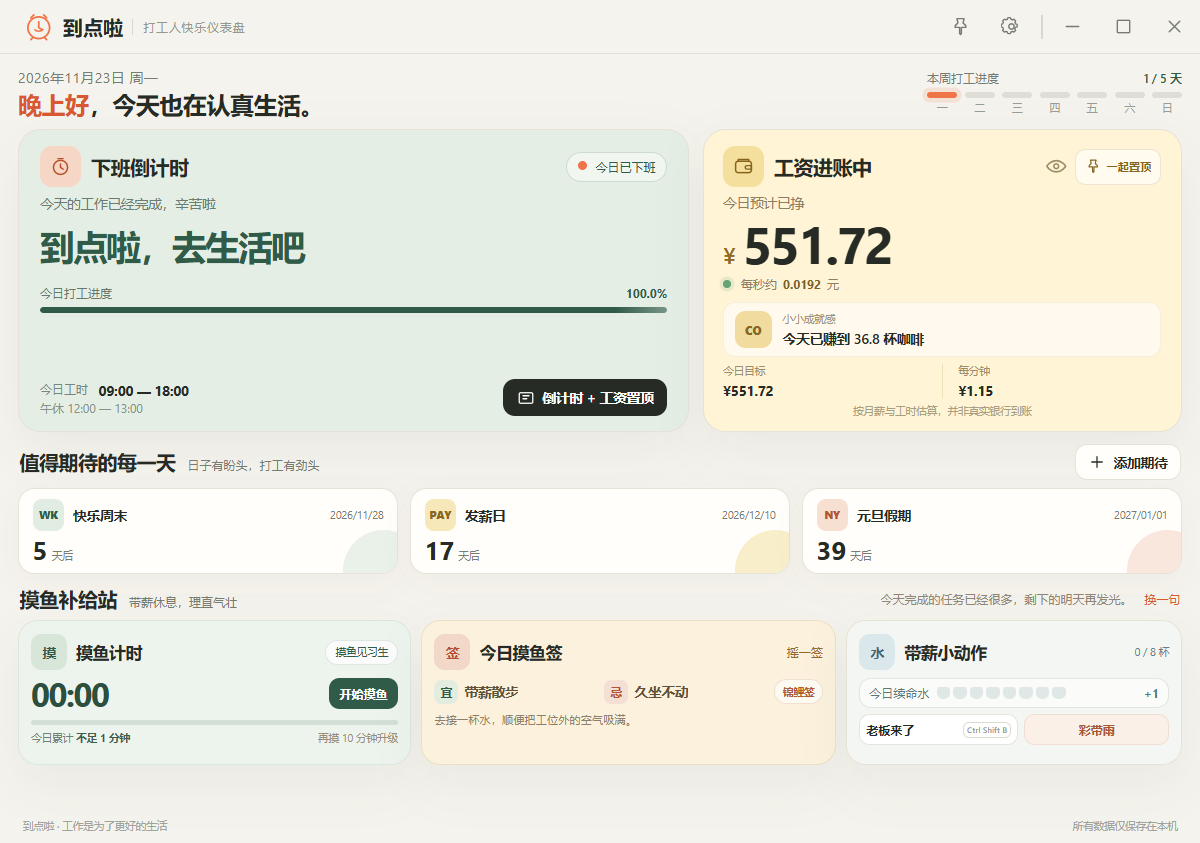 到点啦 打工人快乐仪表盘
2026年11月23日 周一
晚上好，今天也在认真生活。
本周打工进度 1 / 5 天
一 二 三 四 五 六 日
下班倒计时 今日已下班
今天的工作已经完成，辛苦啦
到点啦，去生活吧
今日打工进度 100.0%
今日工时 09:00 — 18:00
午休 12:00 — 13:00
倒计时 + 工资置顶
工资进账中 一起置顶
今日预计已挣
¥ 551.72
每秒约 0.0192 元
CO
小小成就感
今天已赚到 36.8 杯咖啡
今日目标 每分钟
¥551.72 ¥1.15
按月薪与工时估算，并非真实银行到账
值得期待的每一天 日子有盼头，打工有劲头
添加期待
WK 快乐周末 2026/11/28
5 天后
PAY 发薪日 2026/12/10
17 天后
NY 元旦假期 2027/01/01
39 天后
摸鱼补给站 带薪休息，理直气壮
今天完成的任务已经很多，剩下的明天再发光。 换一句
摸 摸鱼计时 摸鱼见习生
00:00 开始摸鱼
今日累计 不足 1 分钟 再摸 10 分钟升级
签 今日摸鱼签 摇一签
宜 带薪散步 忌 久坐不动 锦鲤签
去接一杯水，顺便把工位外的空气吸满。
水 带薪小动作 0 / 8 杯
今日续命水 +1
老板来了 Ctrl Shift B 彩带雨
到点啦 · 工作是为了更好的生活
所有数据仅保存在本机